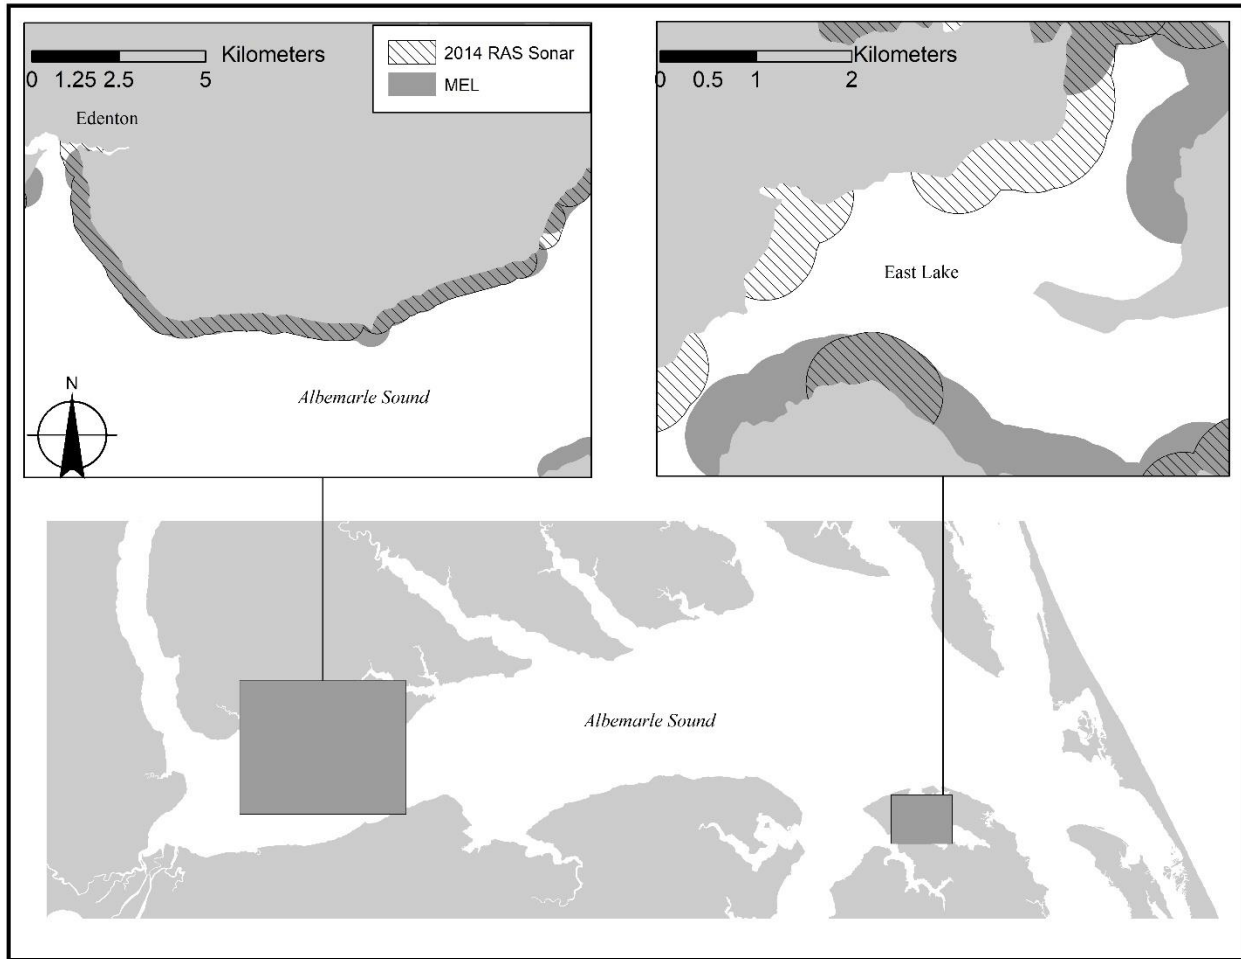 Kilometers
0 1.25 2.5 5
2014 RAS Sonar
MEL
Edenton
Albemarle Sound
N
Kilometers
0 0.5 1 2
East Lake
Albemarle Sound